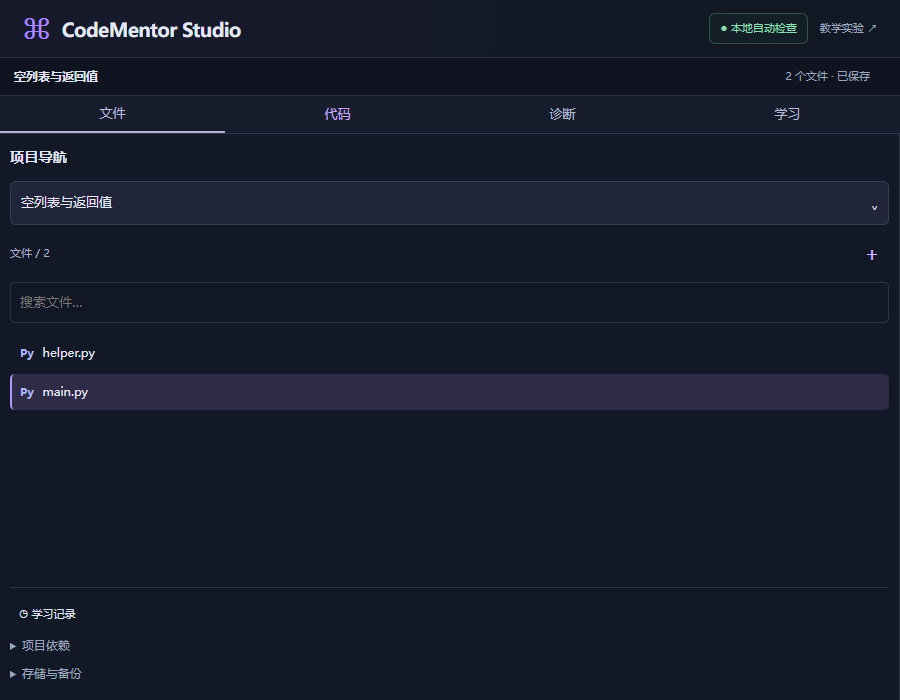 ⌘ CodeMentor Studio
● 本地自动检查 教学实验 ↗
空列表与返回值 2 个文件 · 已保存
文件 代码 诊断 学习
项目导航
空列表与返回值
文件 / 2 +
搜索文件...
Py helper.py
Py main.py
◷ 学习记录
▶ 项目依赖
▶ 存储与备份